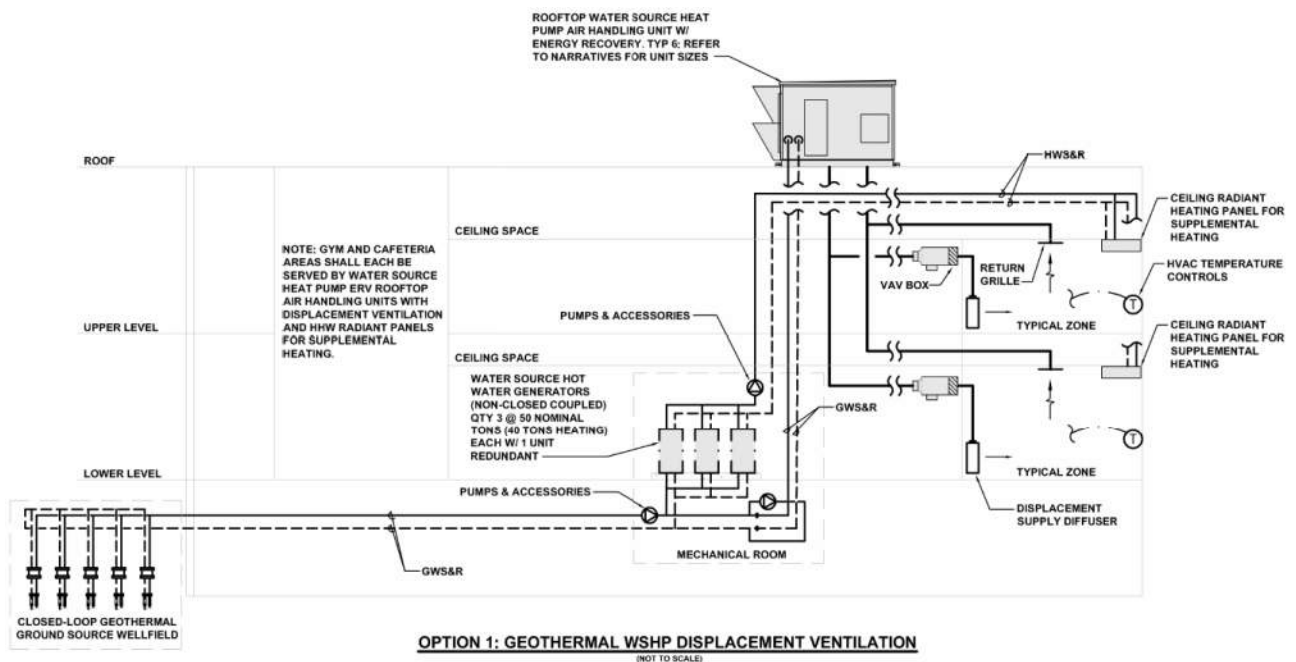 ROOFTOP WATER SOURCE HEAT
PUMP AIR HANDLING UNIT W/
ENERGY RECOVERY. TYP 6: REFER
TO NARRATIVES FOR UNIT SIZES
ROOF
HWS&R
CEILING RADIANT
HEATING PANEL FOR
SUPPLEMENTAL
HEATING
CEILING SPACE
NOTE: GYM AND CAFETERIA
AREAS SHALL EACH BE
SERVED BY WATER SOURCE
HEAT PUMP ERV ROOFTOP
AIR HANDLING UNITS WITH
DISPLACEMENT VENTILATION
AND HHW RADIANT PANELS
FOR SUPPLEMENTAL
HEATING.
VAV BOX
RETURN
GRILLE
HVAC TEMPERATURE
CONTROLS
T
PUMPS & ACCESSORIES
TYPICAL ZONE
UPPER LEVEL
CEILING RADIANT
HEATING PANEL FOR
SUPPLEMENTAL
HEATING
CEILING SPACE
WATER SOURCE HOT
WATER GENERATORS
(NON-CLOSED COUPLED)
QTY 3 @ 50 NOMINAL
TONS (40 TONS HEATING)
EACH W/ 1 UNIT
REDUNDANT
GWS&R
T
LOWER LEVEL
TYPICAL ZONE
PUMPS & ACCESSORIES
DISPLACEMENT
SUPPLY DIFFUSER
MECHANICAL ROOM
GWS&R
CLOSED-LOOP GEOTHERMAL
GROUND SOURCE WELLFIELD
OPTION 1: GEOTHERMAL WSHP DISPLACEMENT VENTILATION
(NOT TO SCALE)